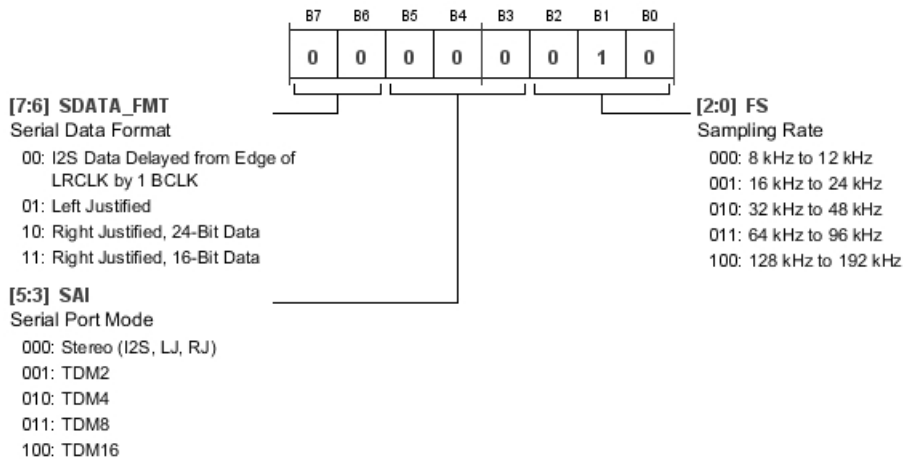 B7 B6 B5 B4 B3 B2 B1 B0
0 0 0 0 0 0 1 0
[7:6] SDATA_FMT
Serial Data Format
00: I2S Data Delayed from Edge of
LRCLK by 1 BCLK
01: Left Justified
10: Right Justified, 24-Bit Data
11: Right Justified, 16-Bit Data
[5:3] SAI
Serial Port Mode
000: Stereo (I2S, LJ, RJ)
001: TDM2
010: TDM4
011: TDM8
100: TDM16
[2:0] FS
Sampling Rate
000: 8 kHz to 12 kHz
001: 16 kHz to 24 kHz
010: 32 kHz to 48 kHz
011: 64 kHz to 96 kHz
100: 128 kHz to 192 kHz